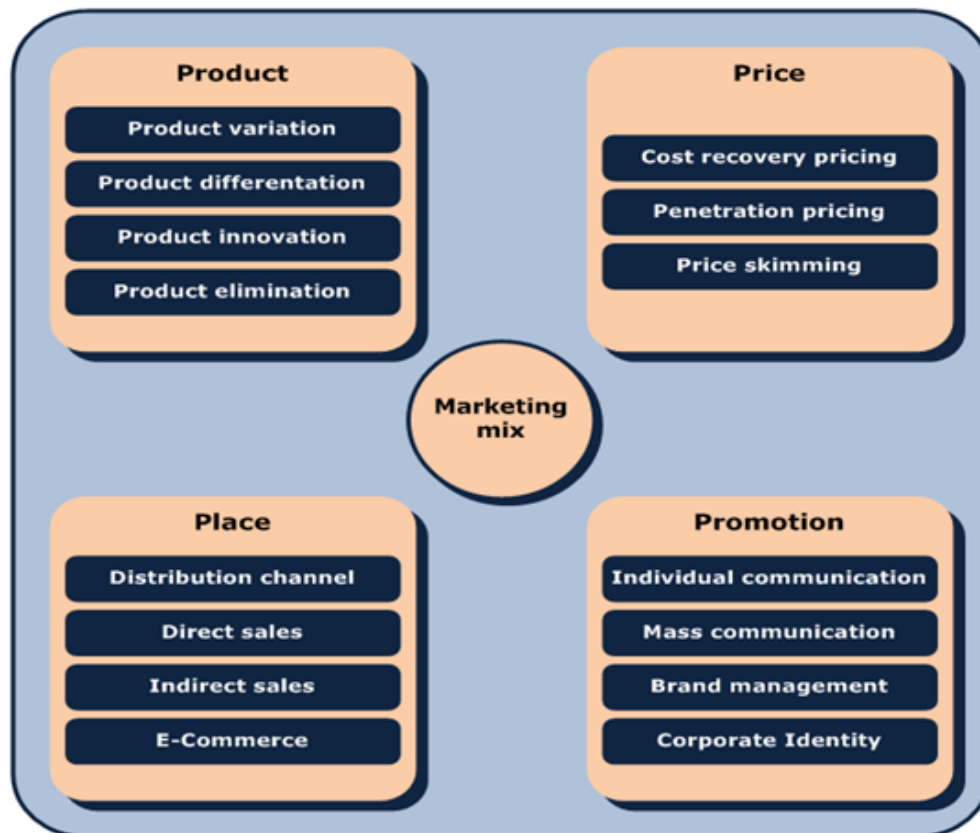 Product
Product variation
Product differentation
Product innovation
Product elimination
Price
Cost recovery pricing
Penetration pricing
Price skimming
Marketing
mix
Place
Distribution channel
Direct sales
Indirect sales
E-Commerce
Promotion
Individual communication
Mass communication
Brand management
Corporate Identity